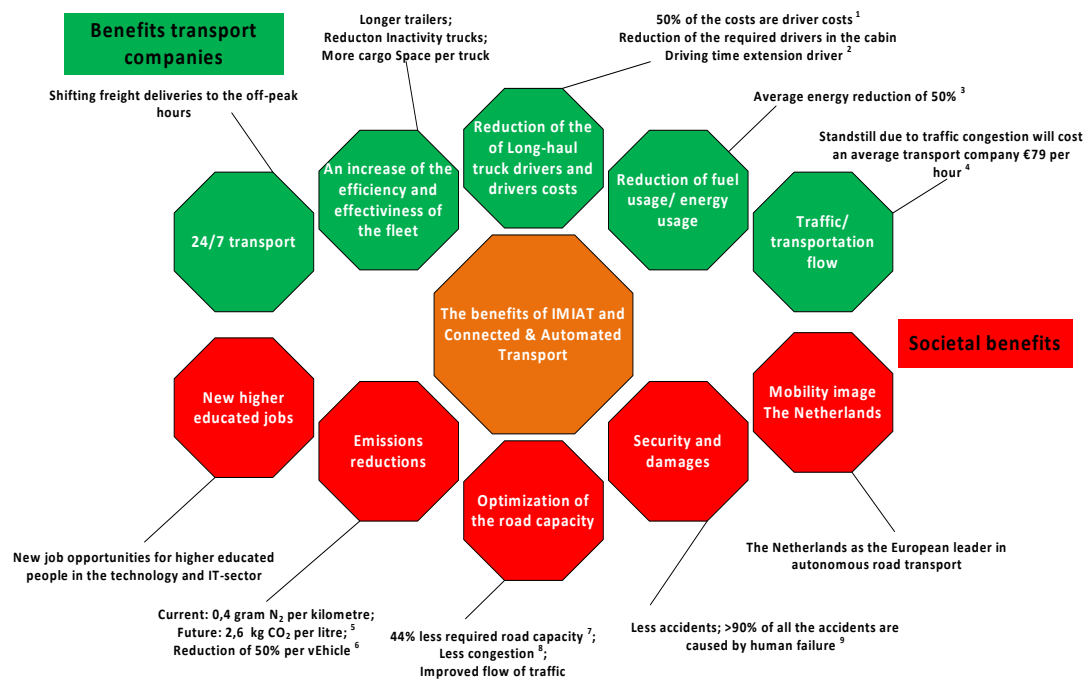 Benefits transport
companies
Longer trailers;
Reducton Inactivity trucks;
More cargo Space per truck
50% of the costs are driver costs ¹
Reduction of the required drivers in the cabin
Driving time extension driver ²
Shifting freight deliveries to the off-peak
hours
Average energy reduction of 50% ³
Standstill due to traffic congestion will cost
an average transport company €79 per
hour ⁴
24/7 transport
An increase of the
efficiency and
effectiviness of
the fleet
Reduction of the
of Long-haul
truck drivers and
drivers costs
Reduction of fuel
usage/ energy
usage
Traffic/
transportation
flow
The benefits of IMIAT and
Connected & Automated
Transport
Societal benefits
New higher
educated jobs
Emissions
reductions
Optimization of
the road capacity
Security and
damages
Mobility image
The Netherlands
New job opportunities for higher educated
people in the technology and IT-sector
Current: 0,4 gram N₂ per kilometre;
Future: 2,6 kg CO₂ per litre; ⁵
Reduction of 50% per vEhicle ⁶
44% less required road capacity ⁷;
Less congestion ⁸;
Improved flow of traffic
Less accidents; >90% of all the accidents are
caused by human failure ⁹
The Netherlands as the European leader in
autonomous road transport